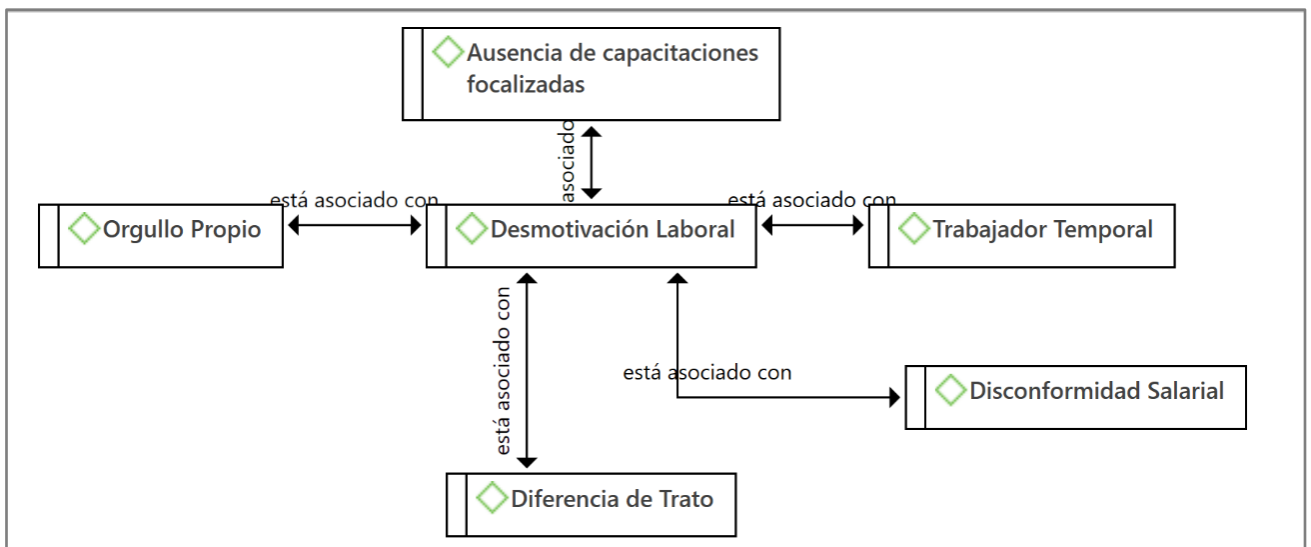 Ausencia de capacitaciones
focalizadas
asociado
está asociado con
está asociado con
Orgullo Propio
Desmotivación Laboral
Trabajador Temporal
está asociado con
está asociado con
Disconformidad Salarial
Diferencia de Trato